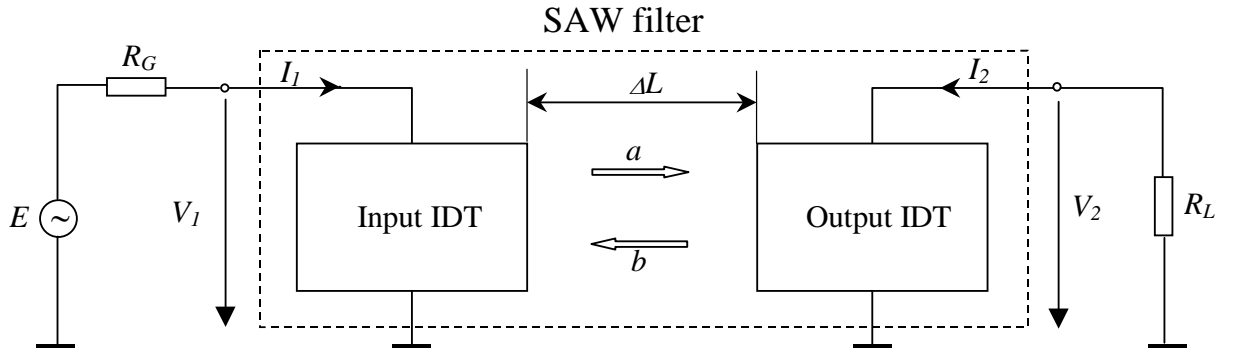 SAW filter
R_G
I_1
ΔL
I_2
a
E
V_1
Input IDT
Output IDT
V_2
R_L
b